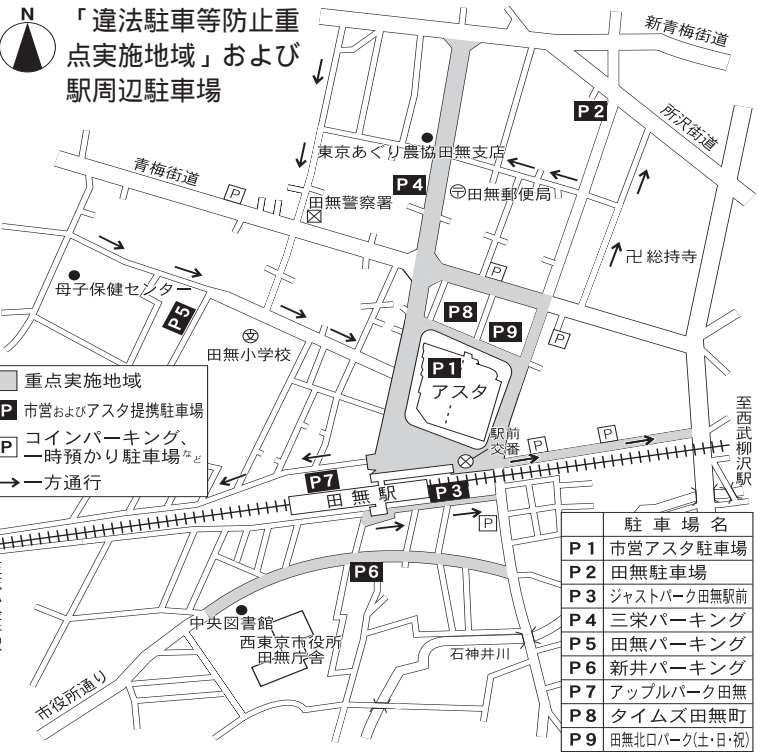 N
「違法駐車等防止重
点実施地域」および
駅周辺駐車場
新青梅街道
所沢街道
P2
東京あぐり農協田無支店
青梅街道
P
P4
〒田無郵便局
田無警察署
卍総持寺
P
母子保健センター
P5
P8
P9
P
文
田無小学校
P1
アスタ
重点実施地域
P 市営およびアスタ提携駐車場
P コインパーキング、
一時預かり駐車場など
→一方通行
駅前
交番
P
P
至西武柳沢駅
P7
田無駅
P3
P
P6
中央図書館
西東京市役所
田無庁舎
石神井川
市役所通り
駐車場名
P1 市営アスタ駐車場
P2 田無駐車場
P3 ジャストパーク田無駅前
P4 三栄パーキング
P5 田無パーキング
P6 新井パーキング
P7 アップルパーク田無
P8 タイムズ田無町
P9 田無北口パーク(土・日・祝)